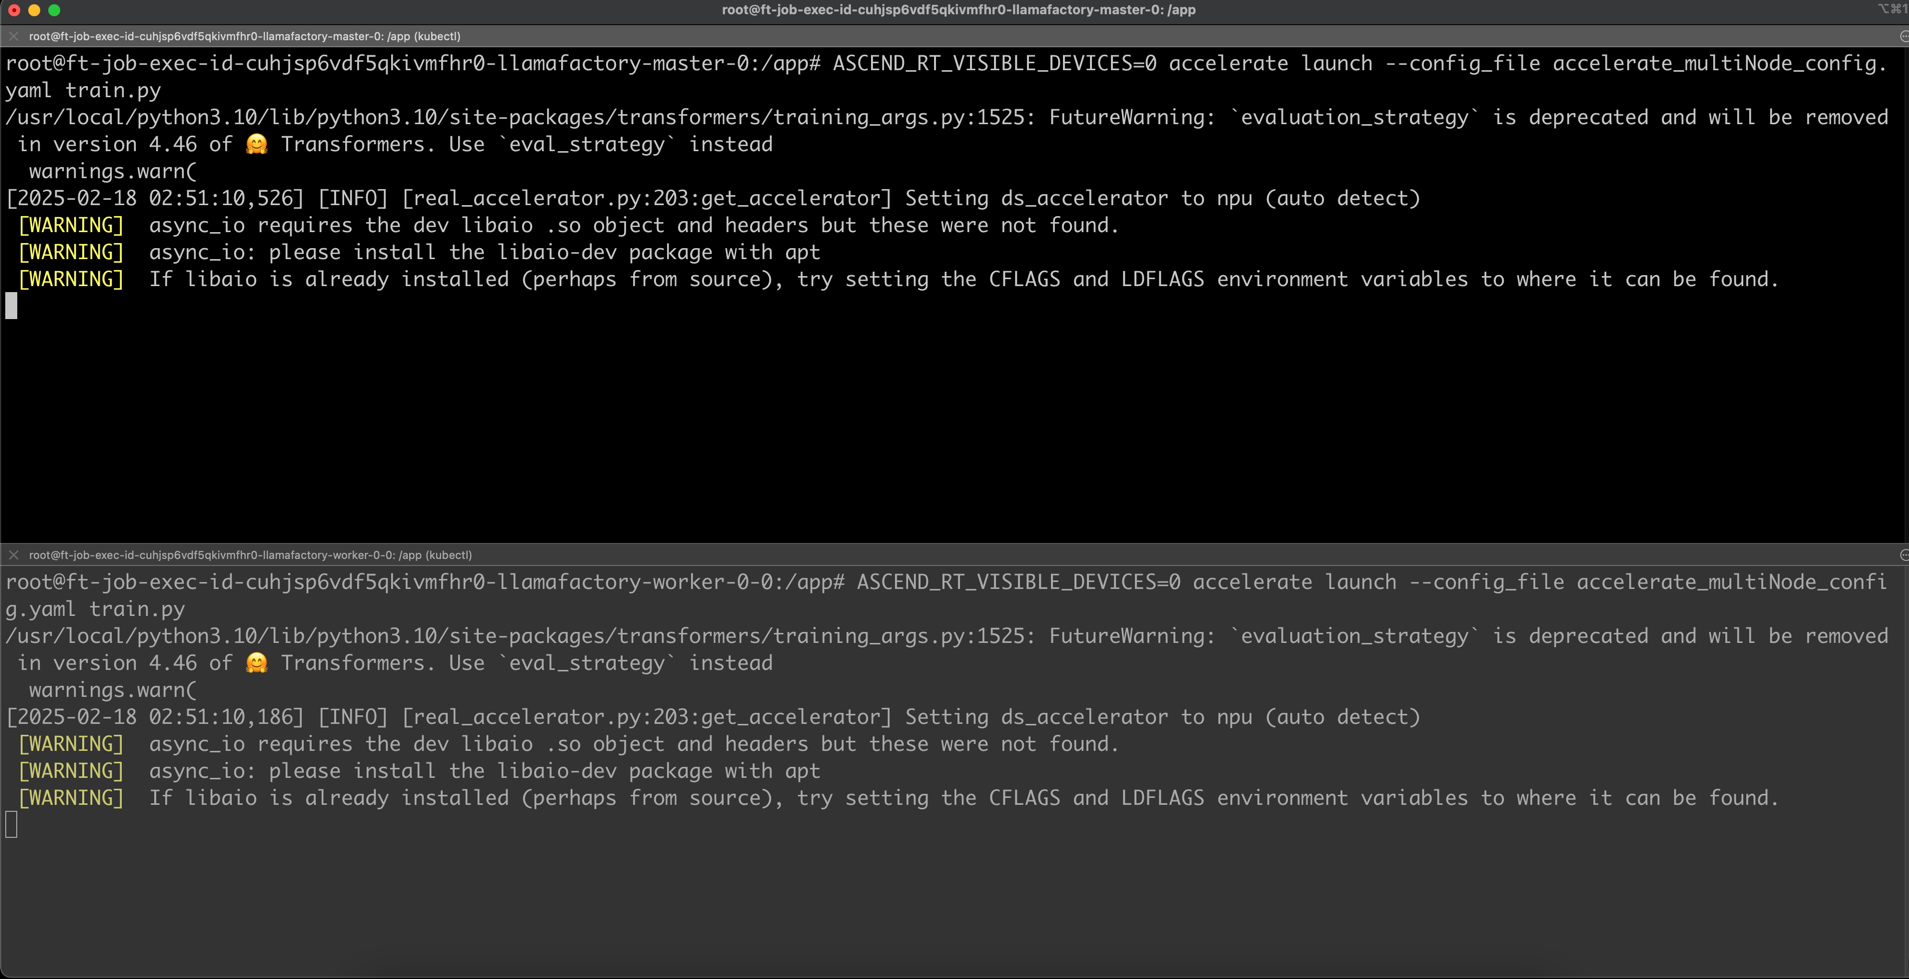 root@ft-job-exec-id-cuhjsp6vdf5qkivmfhr0-llamafactory-master-0: /app
⌥⌘1
root@ft-job-exec-id-cuhjsp6vdf5qkivmfhr0-llamafactory-master-0: /app (kubectl)
root@ft-job-exec-id-cuhjsp6vdf5qkivmfhr0-llamafactory-master-0:/app# ASCEND_RT_VISIBLE_DEVICES=0 accelerate launch --config_file accelerate_multiNode_config.
yaml train.py
/usr/local/python3.10/lib/python3.10/site-packages/transformers/training_args.py:1525: FutureWarning: `evaluation_strategy` is deprecated and will be removed
in version 4.46 of 🤗 Transformers. Use `eval_strategy` instead
warnings.warn(
[2025-02-18 02:51:10,526] [INFO] [real_accelerator.py:203:get_accelerator] Setting ds_accelerator to npu (auto detect)
[WARNING]  async_io requires the dev libaio .so object and headers but these were not found.
[WARNING]  async_io: please install the libaio-dev package with apt
[WARNING]  If libaio is already installed (perhaps from source), try setting the CFLAGS and LDFLAGS environment variables to where it can be found.
root@ft-job-exec-id-cuhjsp6vdf5qkivmfhr0-llamafactory-worker-0-0: /app (kubectl)
root@ft-job-exec-id-cuhjsp6vdf5qkivmfhr0-llamafactory-worker-0-0:/app# ASCEND_RT_VISIBLE_DEVICES=0 accelerate launch --config_file accelerate_multiNode_confi
g.yaml train.py
/usr/local/python3.10/lib/python3.10/site-packages/transformers/training_args.py:1525: FutureWarning: `evaluation_strategy` is deprecated and will be removed
in version 4.46 of 🤗 Transformers. Use `eval_strategy` instead
warnings.warn(
[2025-02-18 02:51:10,186] [INFO] [real_accelerator.py:203:get_accelerator] Setting ds_accelerator to npu (auto detect)
[WARNING]  async_io requires the dev libaio .so object and headers but these were not found.
[WARNING]  async_io: please install the libaio-dev package with apt
[WARNING]  If libaio is already installed (perhaps from source), try setting the CFLAGS and LDFLAGS environment variables to where it can be found.